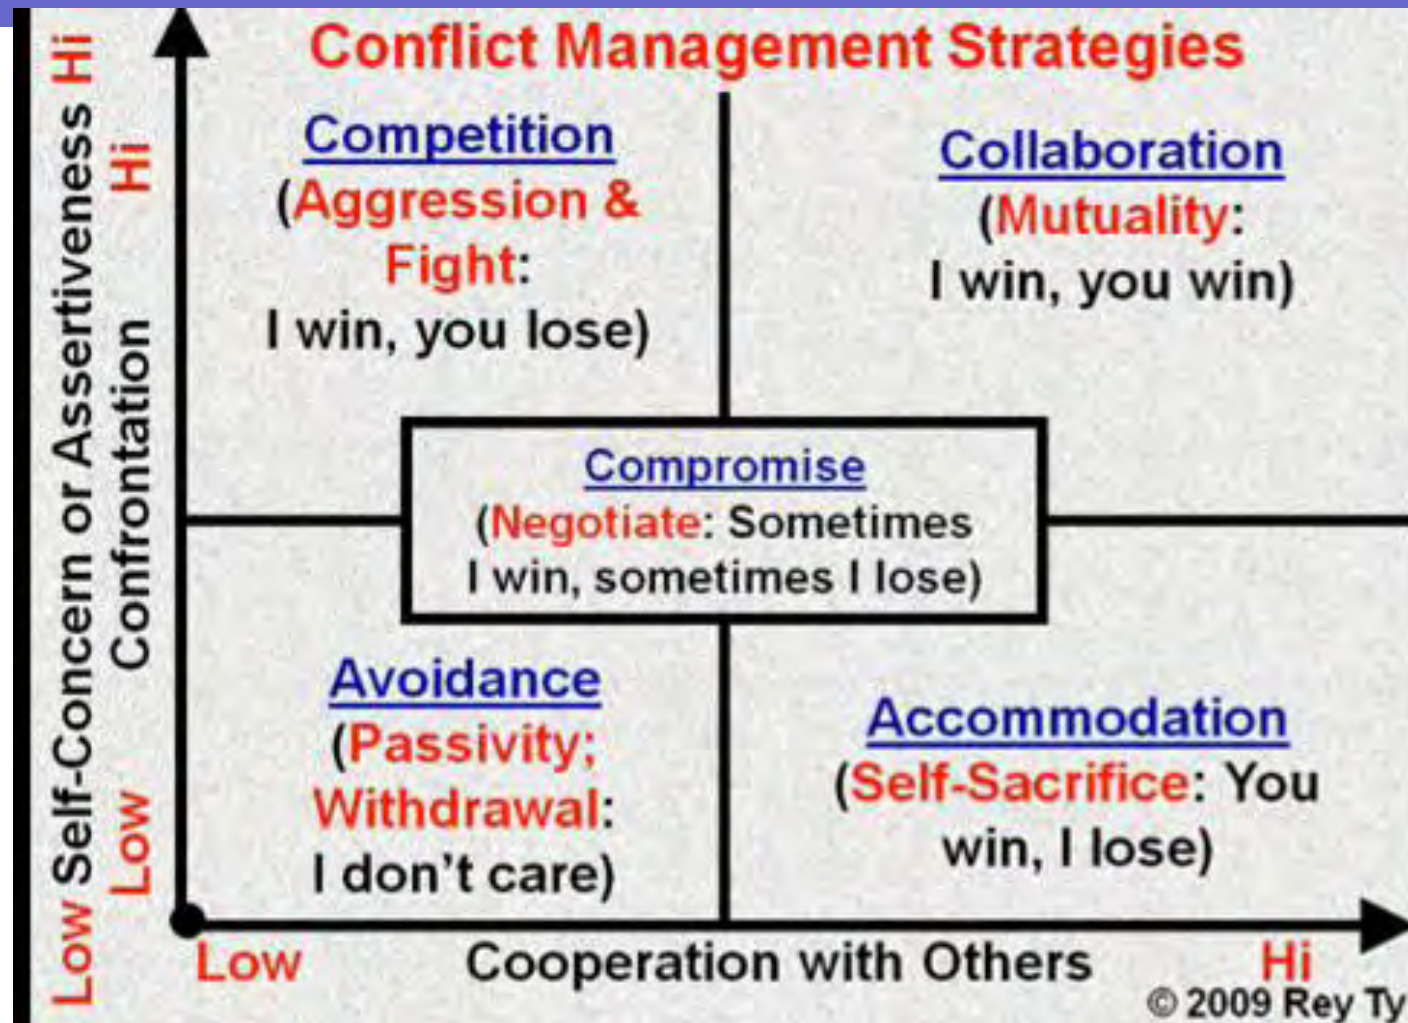 Conflict Management Strategies
Low Self-Concern or Assertiveness Hi
Low Confrontation Hi
Competition
(Aggression &
Fight:
I win, you lose)
Collaboration
(Mutuality:
I win, you win)
Compromise
(Negotiate: Sometimes
I win, sometimes I lose)
Avoidance
(Passivity;
Withdrawal:
I don't care)
Accommodation
(Self-Sacrifice: You
win, I lose)
Low Cooperation with Others Hi
© 2009 Rey Ty